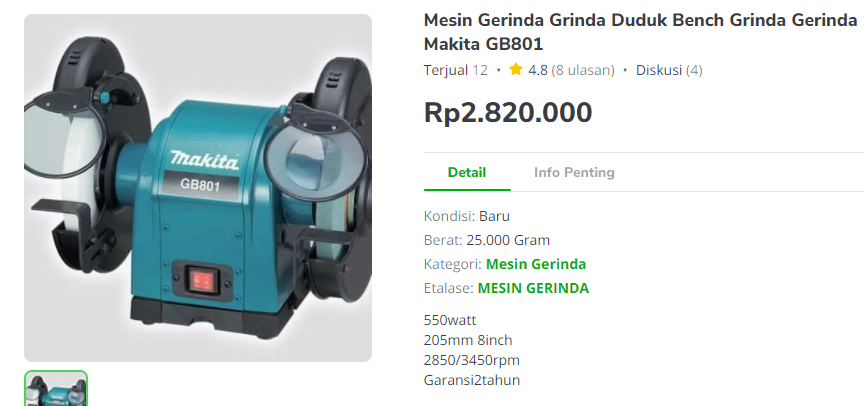 Mesin Gerinda Grinda Duduk Bench Grinda Gerinda
Makita GB801
Terjual 12 • 4.8 (8 ulasan) • Diskusi (4)
Rp2.820.000
Detail Info Penting
Kondisi: Baru
Berat: 25.000 Gram
Kategori: Mesin Gerinda
Etalase: MESIN GERINDA
550watt
205mm 8inch
2850/3450rpm
Garansi2tahun
makita
GB801